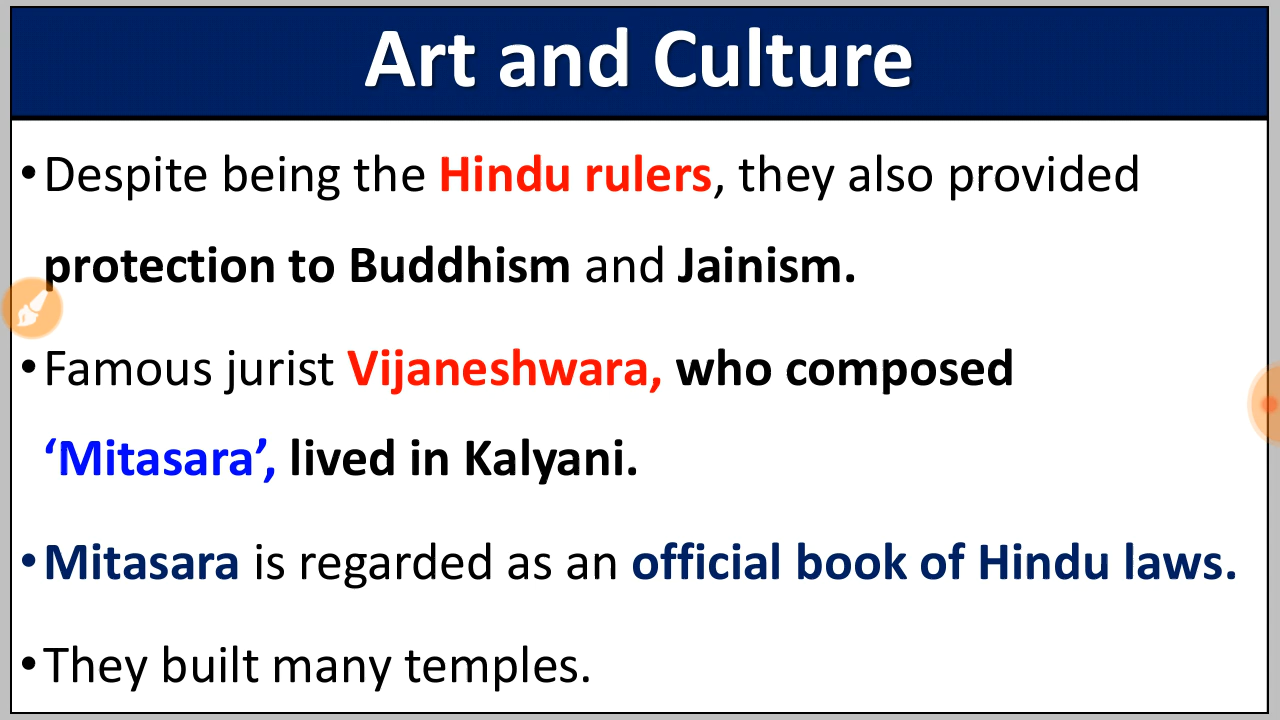 Art and Culture
•Despite being the Hindu rulers, they also provided
protection to Buddhism and Jainism.
•Famous jurist Vijaneshwara, who composed
‘Mitasara’, lived in Kalyani.
•Mitasara is regarded as an official book of Hindu laws.
•They built many temples.